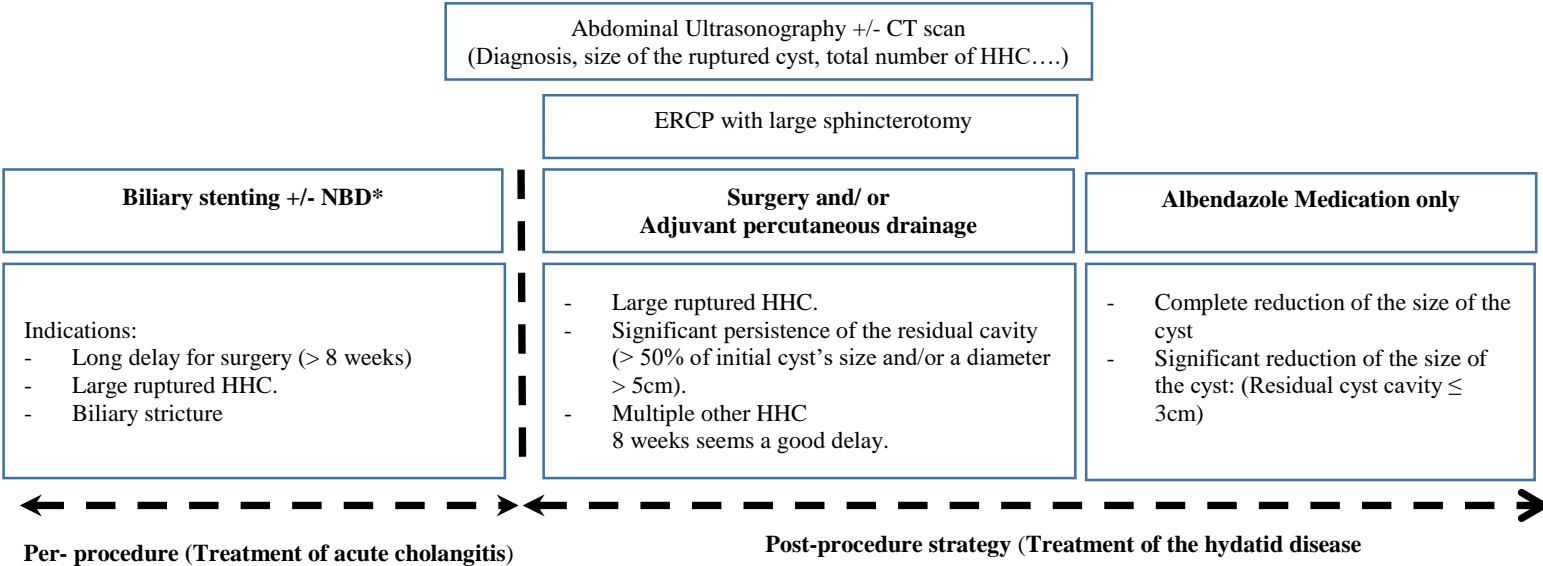 Abdominal Ultrasonography +/- CT scan
(Diagnosis, size of the ruptured cyst, total number of HHC….)
ERCP with large sphincterotomy
Biliary stenting +/- NBD*
Surgery and/ or
Adjuvant percutaneous drainage
Albendazole Medication only
Indications:
- Long delay for surgery (> 8 weeks)
- Large ruptured HHC.
- Biliary stricture
- Large ruptured HHC.
- Significant persistence of the residual cavity
(> 50% of initial cyst’s size and/or a diameter
> 5cm).
- Multiple other HHC
8 weeks seems a good delay.
- Complete reduction of the size of the
cyst
- Significant reduction of the size of
the cyst: (Residual cyst cavity ≤
3cm)
Per- procedure (Treatment of acute cholangitis)
Post-procedure strategy (Treatment of the hydatid disease